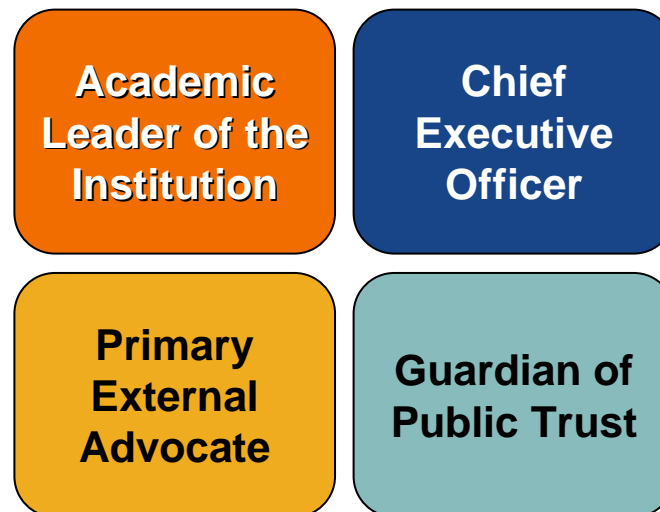 Academic
Leader of the
Institution
Chief
Executive
Officer
Primary
External
Advocate
Guardian of
Public Trust